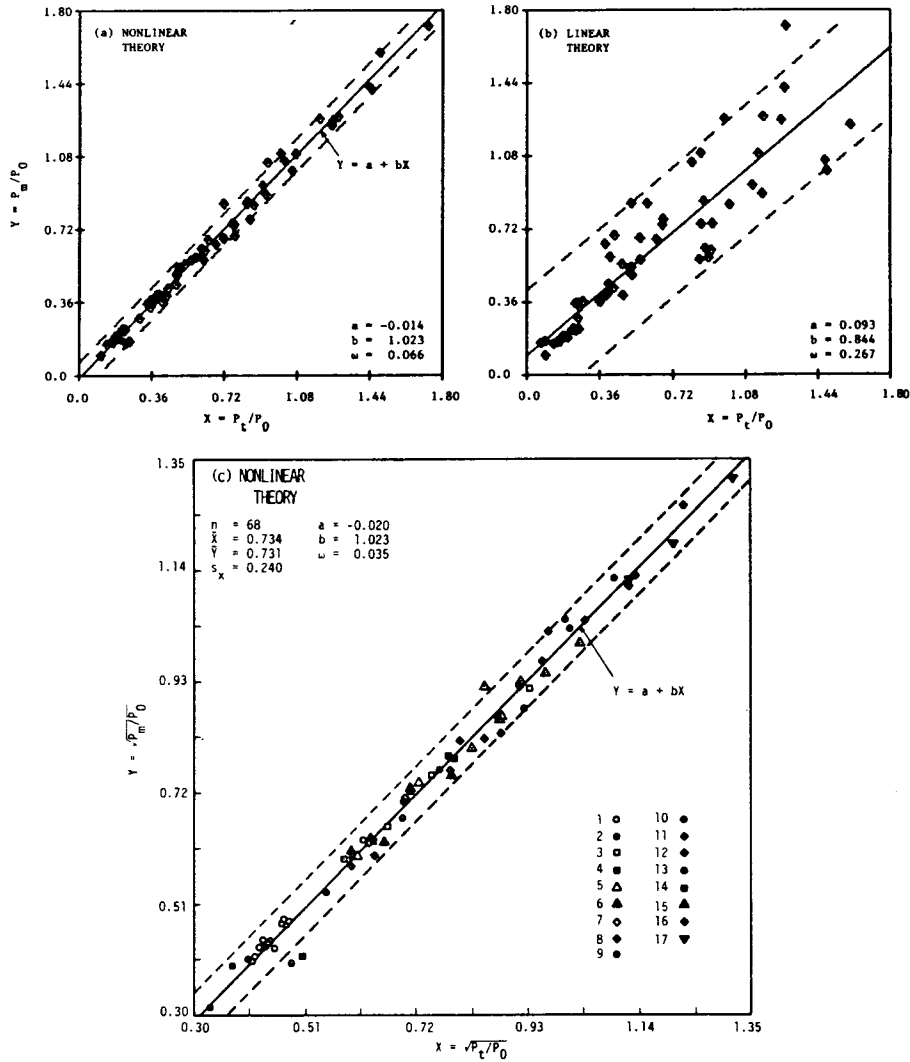 (a) NONLINEAR
THEORY
1.80
1.44
1.08
0.72
0.36
0.0
Y = P_m/P_0
Y = a + bX
a = -0.014
b = 1.023
ω = 0.066
0.0 0.36 0.72 1.08 1.44 1.80
X = P_t/P_0
(b) LINEAR
THEORY
1.80
1.44
1.08
0.72
0.36
0.0
a = 0.093
b = 0.844
ω = 0.267
0.0 0.36 0.72 1.08 1.44 1.80
X = P_t/P_0
(c) NONLINEAR
THEORY
n = 68 a = -0.020
X̄ = 0.734 b = 1.023
Ȳ = 0.731 ω = 0.035
s_x = 0.240
1.35
1.14
0.93
0.72
0.51
0.30
Y = √P_m/P_0
Y = a + bX
1 10
2 11
3 12
4 13
5 14
6 15
7 16
8 17
9
0.30 0.51 0.72 0.93 1.14 1.35
X = √P_t/P_0